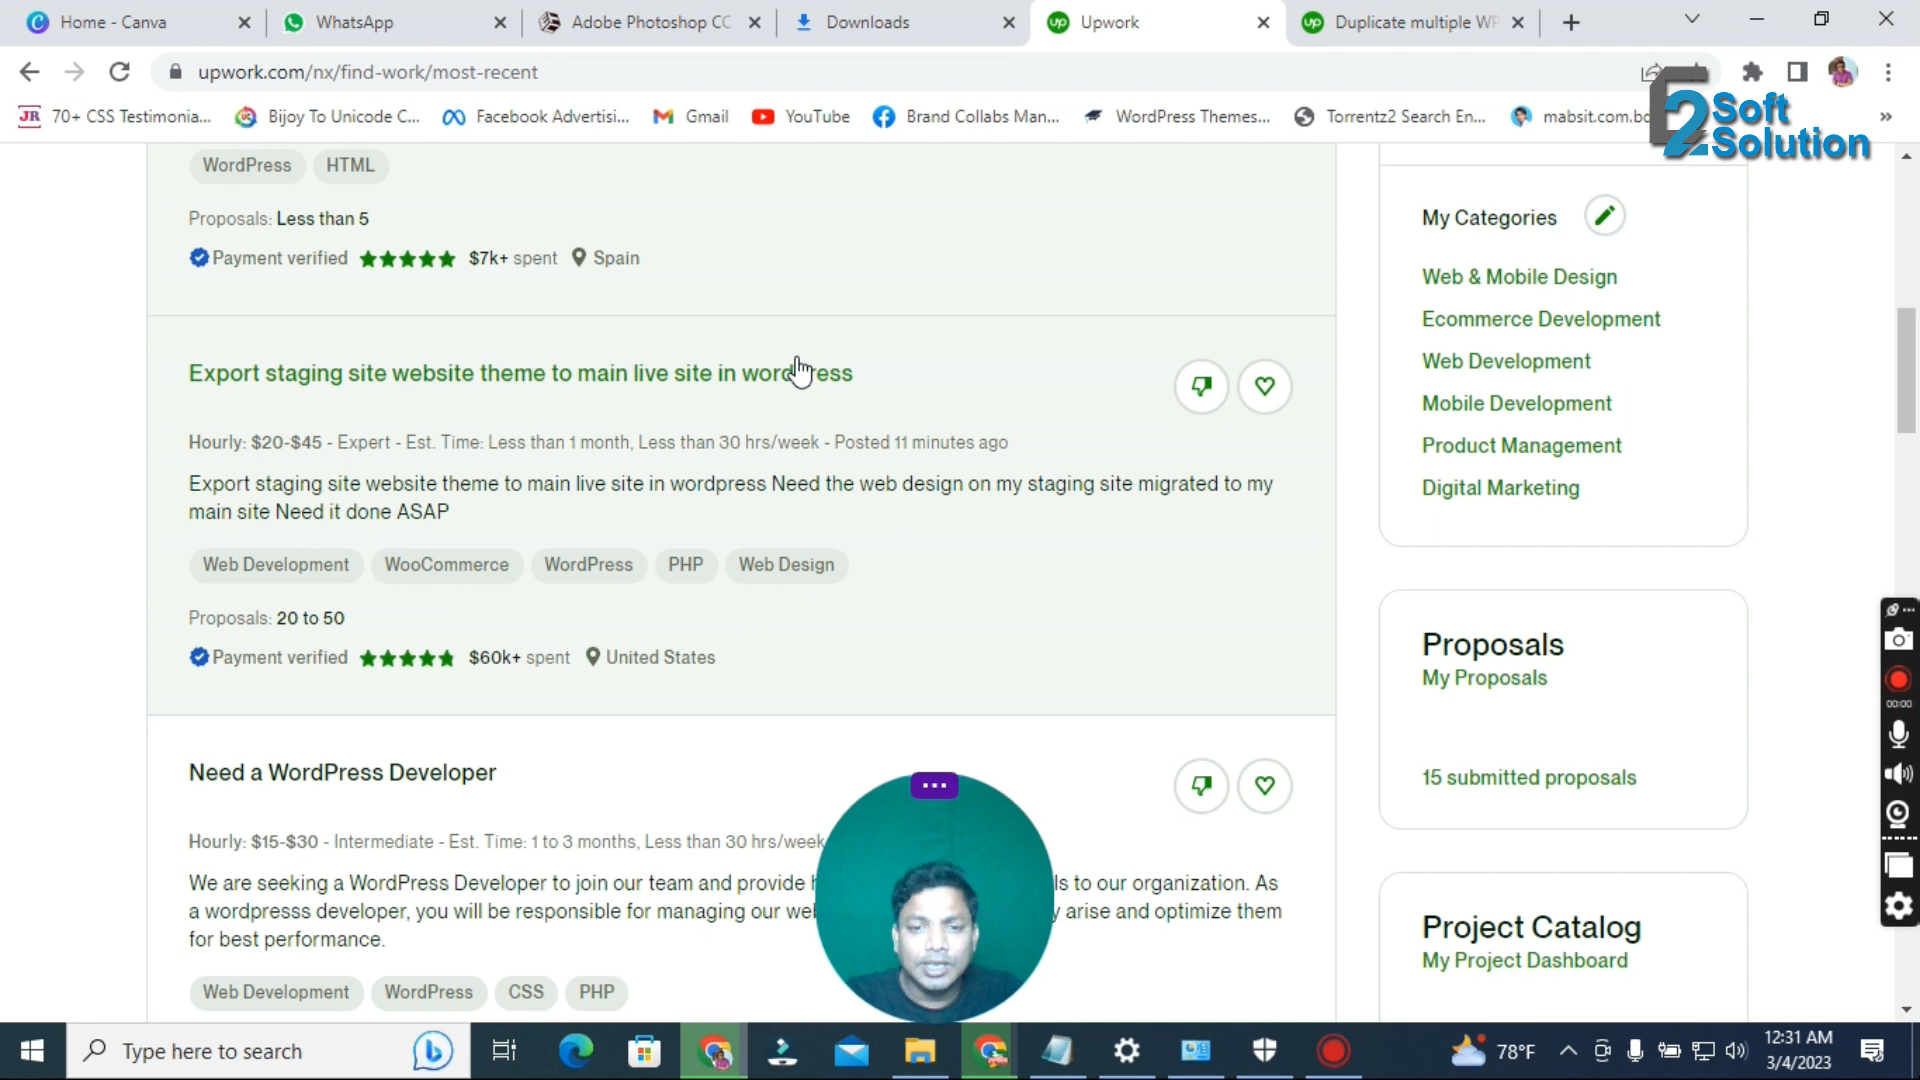 Home - Canva
WhatsApp
Adobe Photoshop CC
Downloads
Upwork
Duplicate multiple WP
upwork.com/nx/find-work/most-recent
JR 70+ CSS Testimonia...
Bijoy To Unicode C...
Facebook Advertisi...
Gmail
YouTube
Brand Collabs Man...
WordPress Themes...
Torrentz2 Search En...
mabsit.com.bd
2 Soft
Solution
WordPress HTML
Proposals: Less than 5
Payment verified $7k+ spent Spain
Export staging site website theme to main live site in wordpress
Hourly: $20-$45 - Expert - Est. Time: Less than 1 month, Less than 30 hrs/week - Posted 11 minutes ago
Export staging site website theme to main live site in wordpress Need the web design on my staging site migrated to my
main site Need it done ASAP
Web Development WooCommerce WordPress PHP Web Design
Proposals: 20 to 50
Payment verified $60k+ spent United States
Need a WordPress Developer
Hourly: $15-$30 - Intermediate - Est. Time: 1 to 3 months, Less than 30 hrs/week
We are seeking a WordPress Developer to join our team and provide ls to our organization. As
a wordpresss developer, you will be responsible for managing our arise and optimize them
for best performance.
Web Development WordPress CSS PHP
My Categories
Web & Mobile Design
Ecommerce Development
Web Development
Mobile Development
Product Management
Digital Marketing
Proposals
My Proposals
15 submitted proposals
Project Catalog
My Project Dashboard
00:00
Type here to search
78°F
12:31 AM
3/4/2023